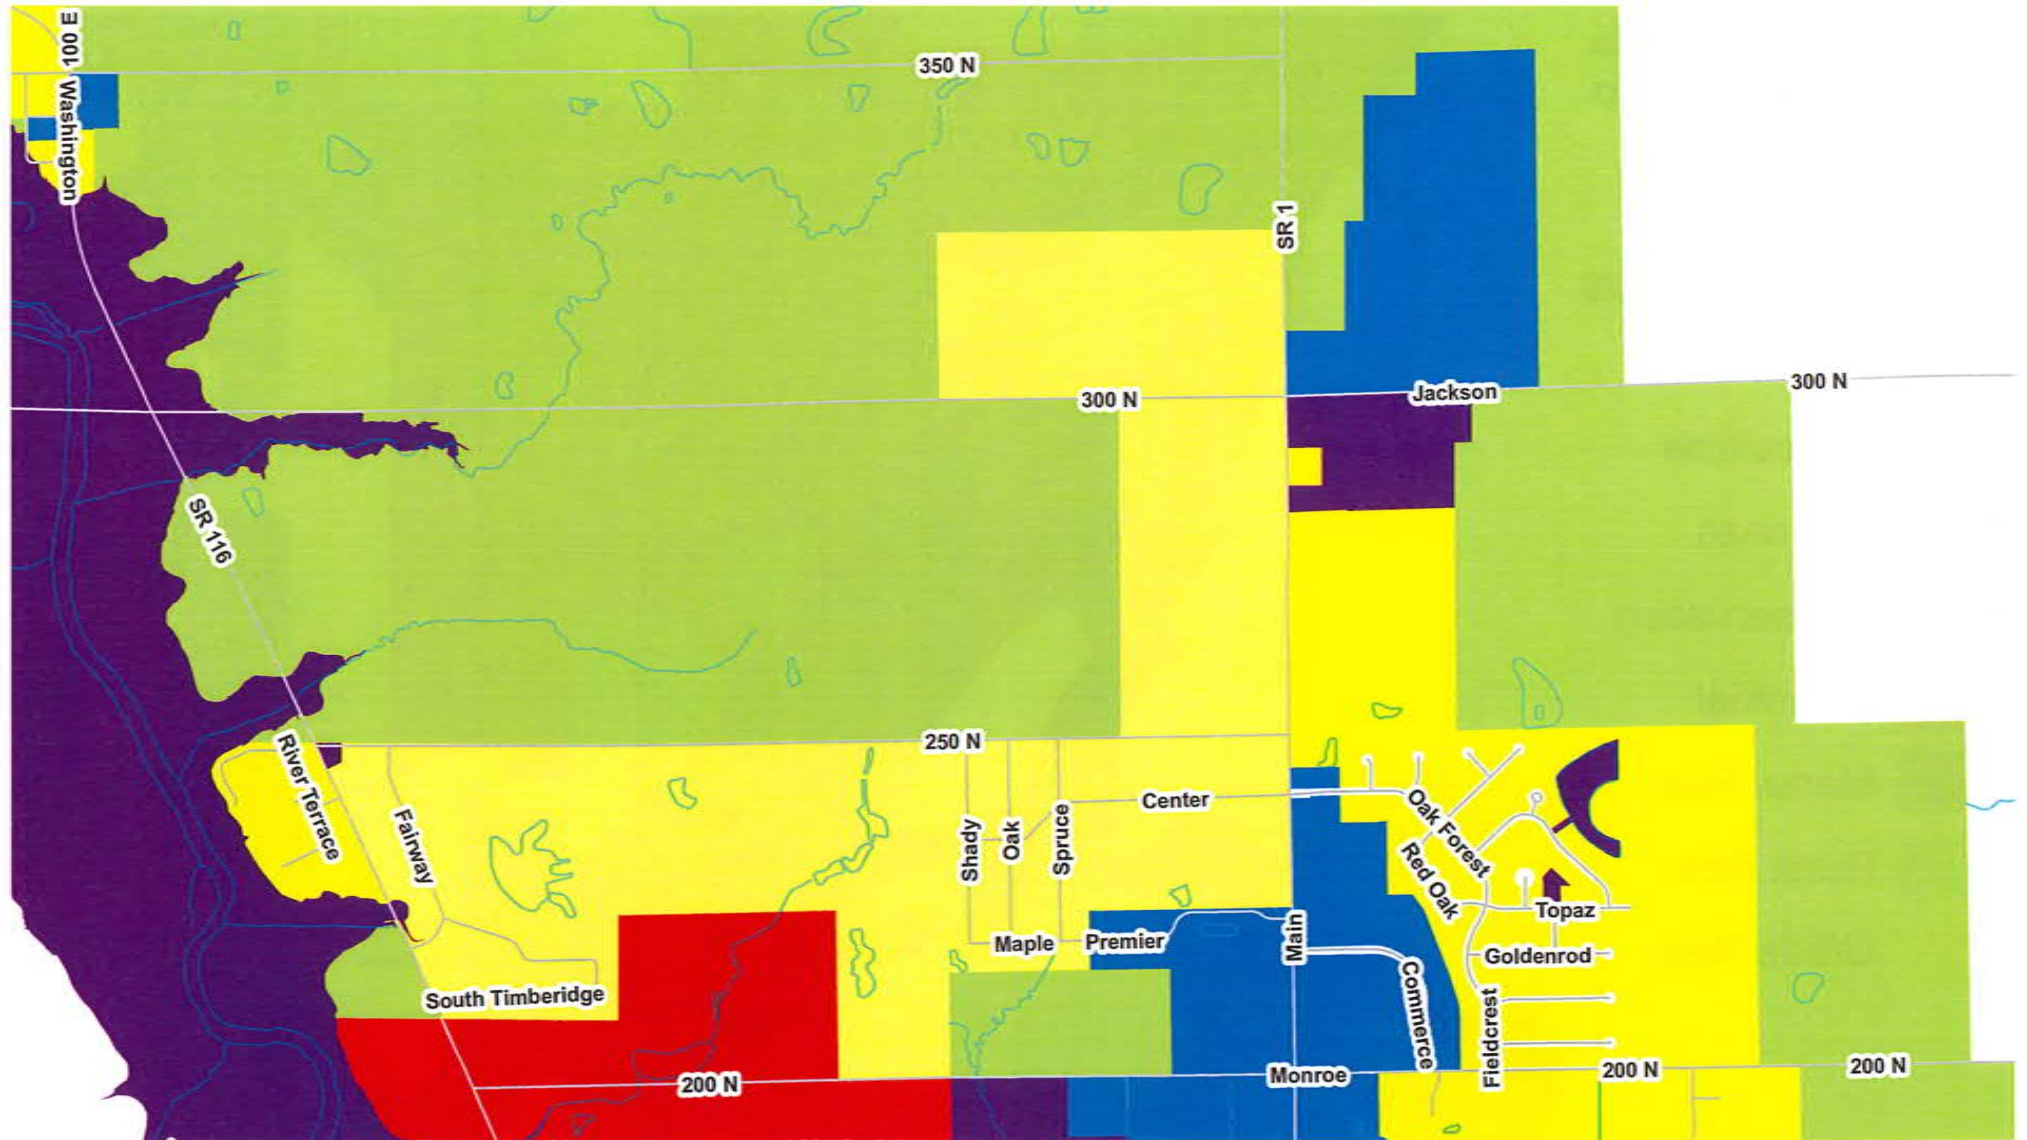 100 E
Washington
350 N
SR 1
300 N
Jackson
300 N
SR 116
250 N
River Terrace
Fairway
Shady
Oak
Spruce
Center
Oak Forest
Red Oak
Topaz
Maple
Premier
Main
Goldenrod
South Timberidge
Commerce
Fieldcrest
200 N
Monroe
200 N
200 N